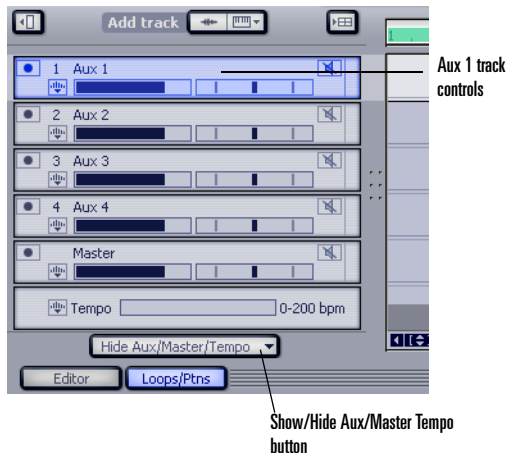 Add track
1
1 Aux 1
Aux 1 track
controls
2 Aux 2
3 Aux 3
4 Aux 4
Master
Tempo 0-200 bpm
Hide Aux/Master/Tempo
Editor Loops/Ptns
Show/Hide Aux/Master Tempo
button